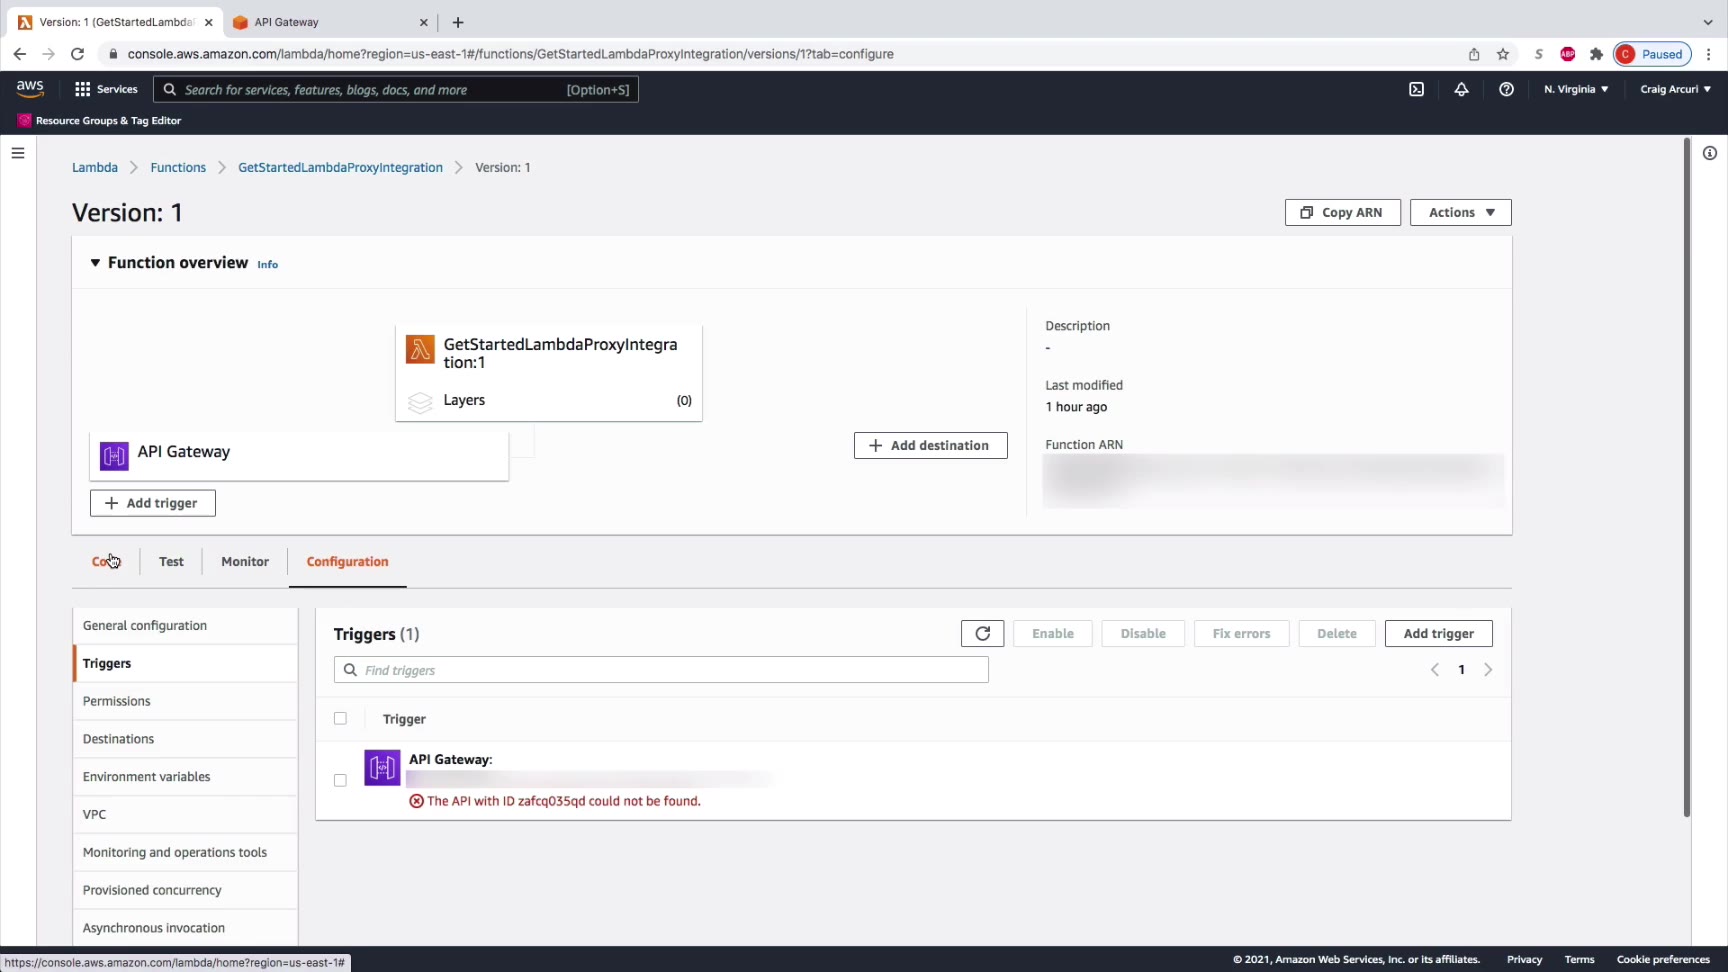 Version: 1 (GetStartedLambdaP
API Gateway
console.aws.amazon.com/lambda/home?region=us-east-1#/functions/GetStartedLambdaProxyIntegration/versions/1?tab=configure
S
ABP
C Paused
aws
Services
Search for services, features, blogs, docs, and more
[Option+S]
N. Virginia ▼
Craig Arcuri ▼
Resource Groups & Tag Editor
Lambda > Functions > GetStartedLambdaProxyIntegration > Version: 1
Version: 1
Copy ARN
Actions ▼
▼ Function overview Info
GetStartedLambdaProxyIntegra
tion:1
Layers (0)
API Gateway
+ Add trigger
+ Add destination
Description
-
Last modified
1 hour ago
Function ARN
Test
Monitor
Configuration
General configuration
Triggers
Permissions
Destinations
Environment variables
VPC
Monitoring and operations tools
Provisioned concurrency
Asynchronous invocation
Triggers (1)
Enable
Disable
Fix errors
Delete
Add trigger
Find triggers
1
Trigger
API Gateway:
The API with ID zafcq035qd could not be found.
https://console.aws.amazon.com/lambda/home?region=us-east-1#
© 2021, Amazon Web Services, Inc. or its affiliates.
Privacy
Terms
Cookie preferences